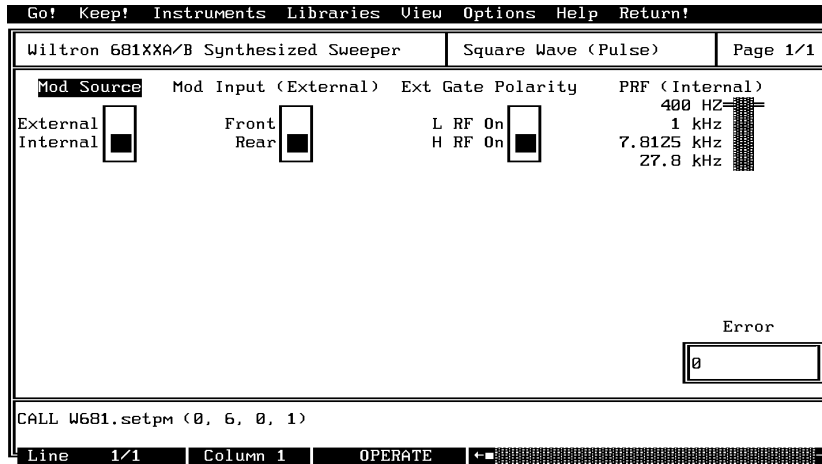 Go! Keep! Instruments Libraries View Options Help Return!
Wiltron 681XXA/B Synthesized Sweeper
Square Wave (Pulse)
Page 1/1
Mod Source
Mod Input (External)
Ext Gate Polarity
PRF (Internal)
External
Internal
Front
Rear
L RF On
H RF On
400 HZ
1 kHz
7.8125 kHz
27.8 kHz
Error
0
CALL W681.setpm (0, 6, 0, 1)
Line 1/1 Column 1 OPERATE